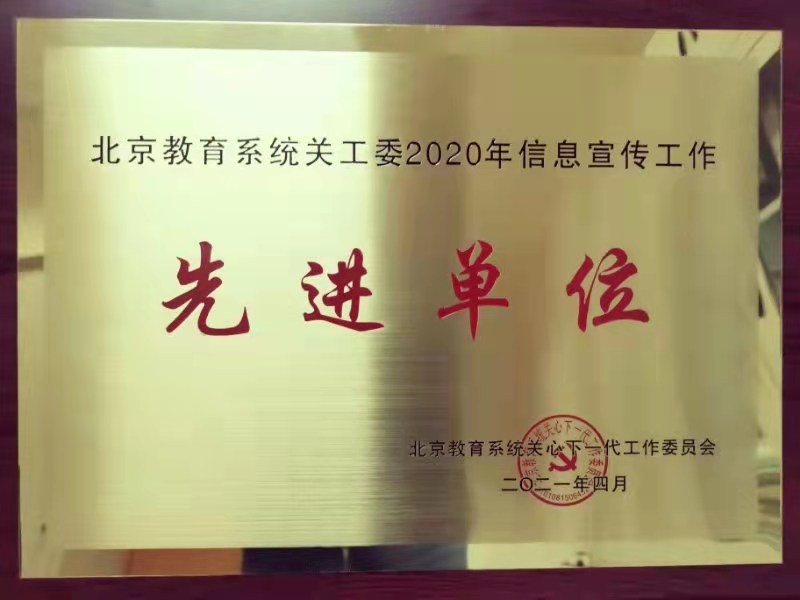 北京教育系统关工委2020年信息宣传工作
先进单位
北京教育系统关心下一代工作委员会
二〇二一年四月